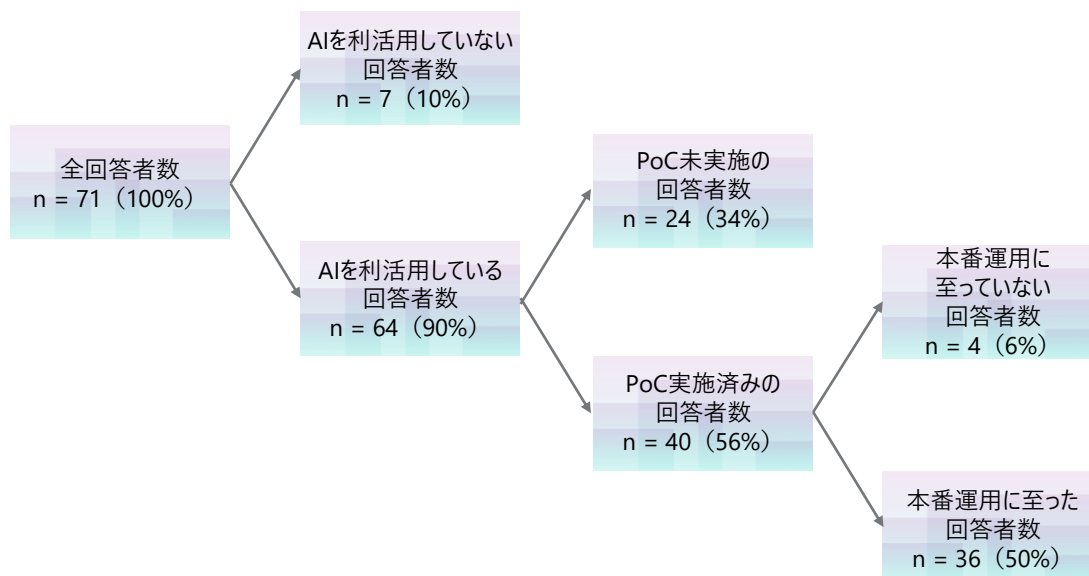 全回答者数
n = 71（100%）
AIを利活用していない
回答者数
n = 7（10%）
AIを利活用している
回答者数
n = 64（90%）
PoC未実施の
回答者数
n = 24（34%）
PoC実施済みの
回答者数
n = 40（56%）
本番運用に
至っていない
回答者数
n = 4（6%）
本番運用に至った
回答者数
n = 36（50%）